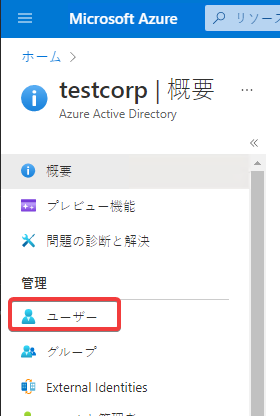 Microsoft Azure
リソース
ホーム
testcorp | 概要
Azure Active Directory
概要
プレビュー機能
問題の診断と解決
管理
ユーザー
グループ
External Identities